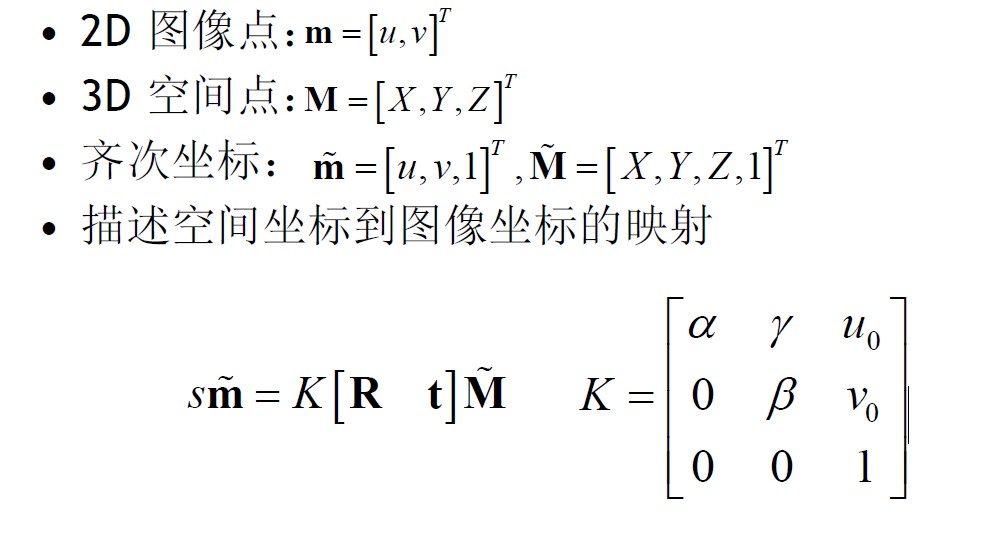 • 2D 图像点：m = [u, v]^T
• 3D 空间点：M = [X, Y, Z]^T
• 齐次坐标： m̃ = [u, v, 1]^T , M̃ = [X, Y, Z, 1]^T
• 描述空间坐标到图像坐标的映射
sm̃ = K[R t]M̃ K = [α γ u₀
0 β v₀
0 0 1]